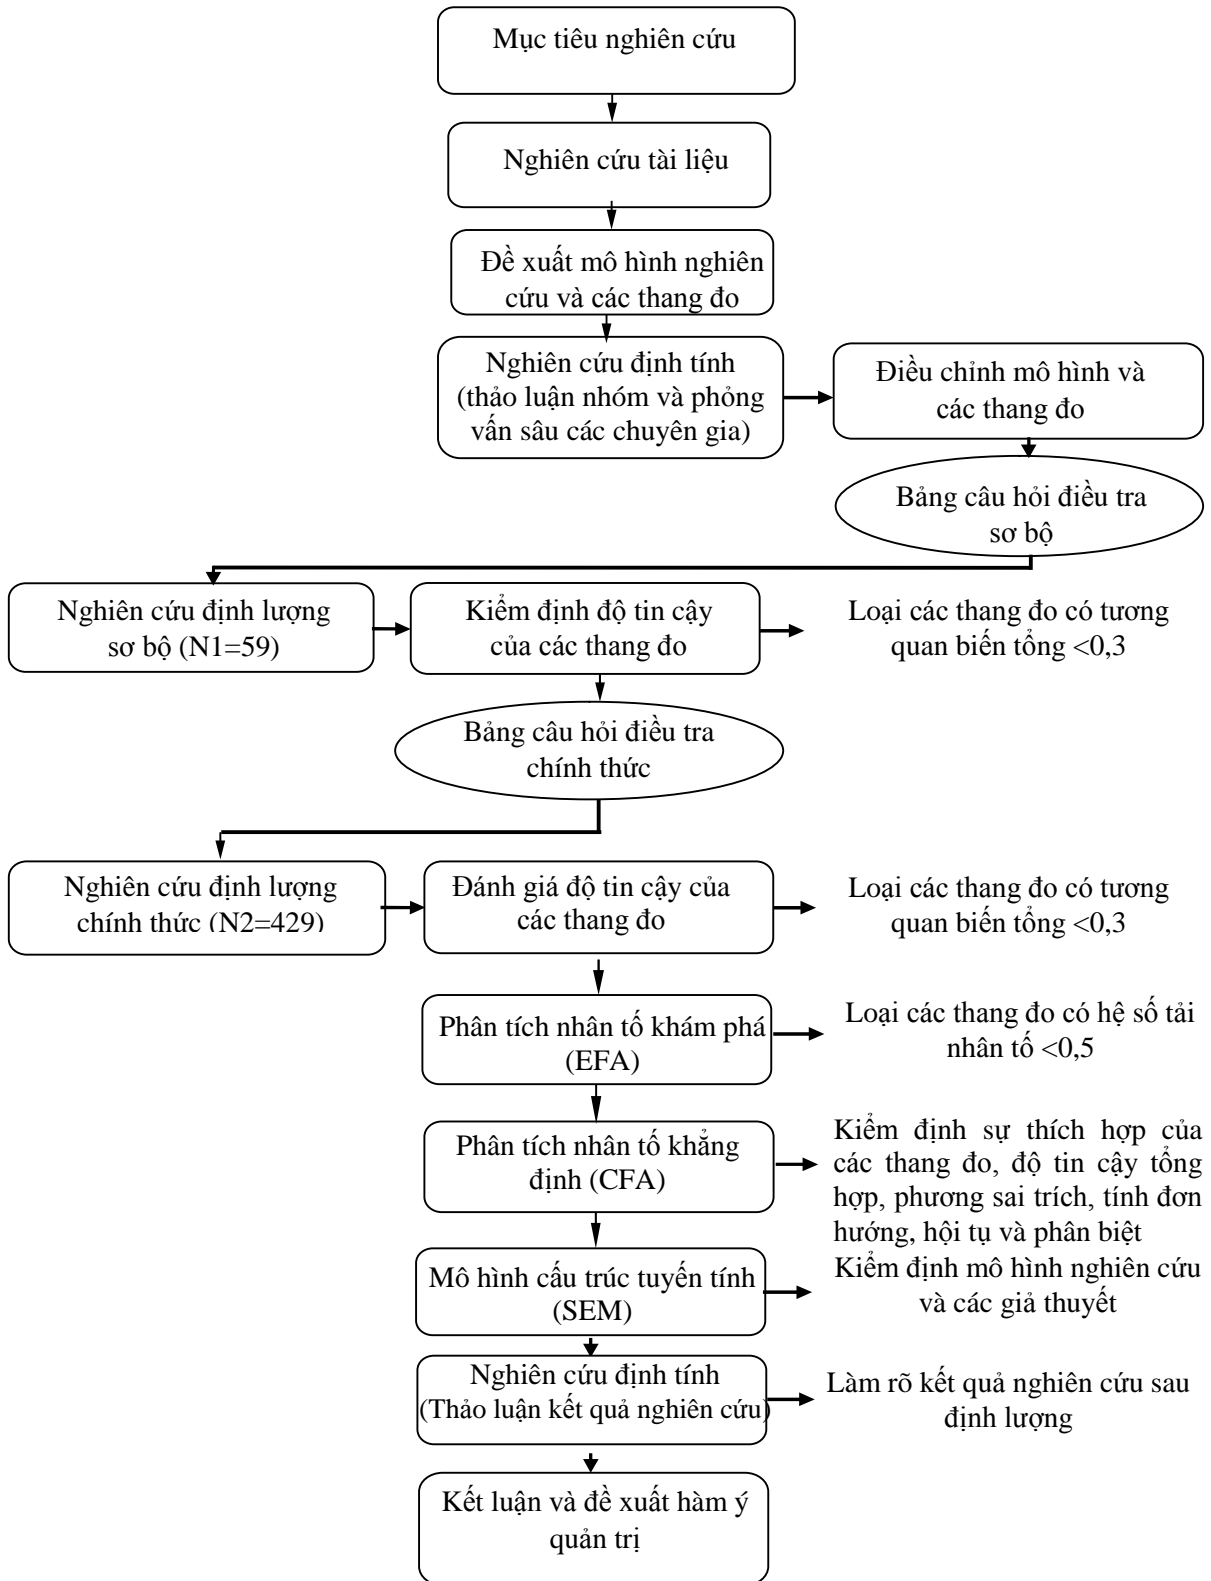 Mục tiêu nghiên cứu
Nghiên cứu tài liệu
Đề xuất mô hình nghiên
cứu và các thang đo
Nghiên cứu định tính
(thảo luận nhóm và phỏng
vấn sâu các chuyên gia)
Điều chỉnh mô hình và
các thang đo
Bảng câu hỏi điều tra
sơ bộ
Nghiên cứu định lượng
sơ bộ (N1=59)
Kiểm định độ tin cậy
của các thang đo
Loại các thang đo có tương
quan biến tổng <0,3
Bảng câu hỏi điều tra
chính thức
Nghiên cứu định lượng
chính thức (N2=429)
Đánh giá độ tin cậy của
các thang đo
Loại các thang đo có tương
quan biến tổng <0,3
Phân tích nhân tố khám phá
(EFA)
Loại các thang đo có hệ số tải
nhân tố <0,5
Phân tích nhân tố khẳng
định (CFA)
Kiểm định sự thích hợp của
các thang đo, độ tin cậy tổng
hợp, phương sai trích, tính đơn
hướng, hội tụ và phân biệt
Mô hình cấu trúc tuyến tính
(SEM)
Kiểm định mô hình nghiên cứu
và các giả thuyết
Nghiên cứu định tính
(Thảo luận kết quả nghiên cứu)
Làm rõ kết quả nghiên cứu sau
định lượng
Kết luận và đề xuất hàm ý
quản trị